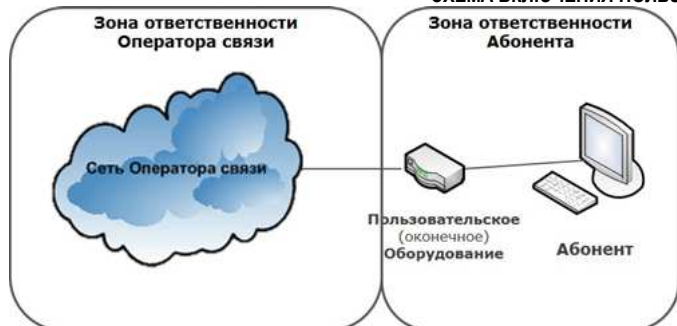 Зона ответственности
Оператора связи
Зона ответственности
Абонента
Сеть Оператора связи
Пользовательское
(оконечное)
Оборудование
Абонент